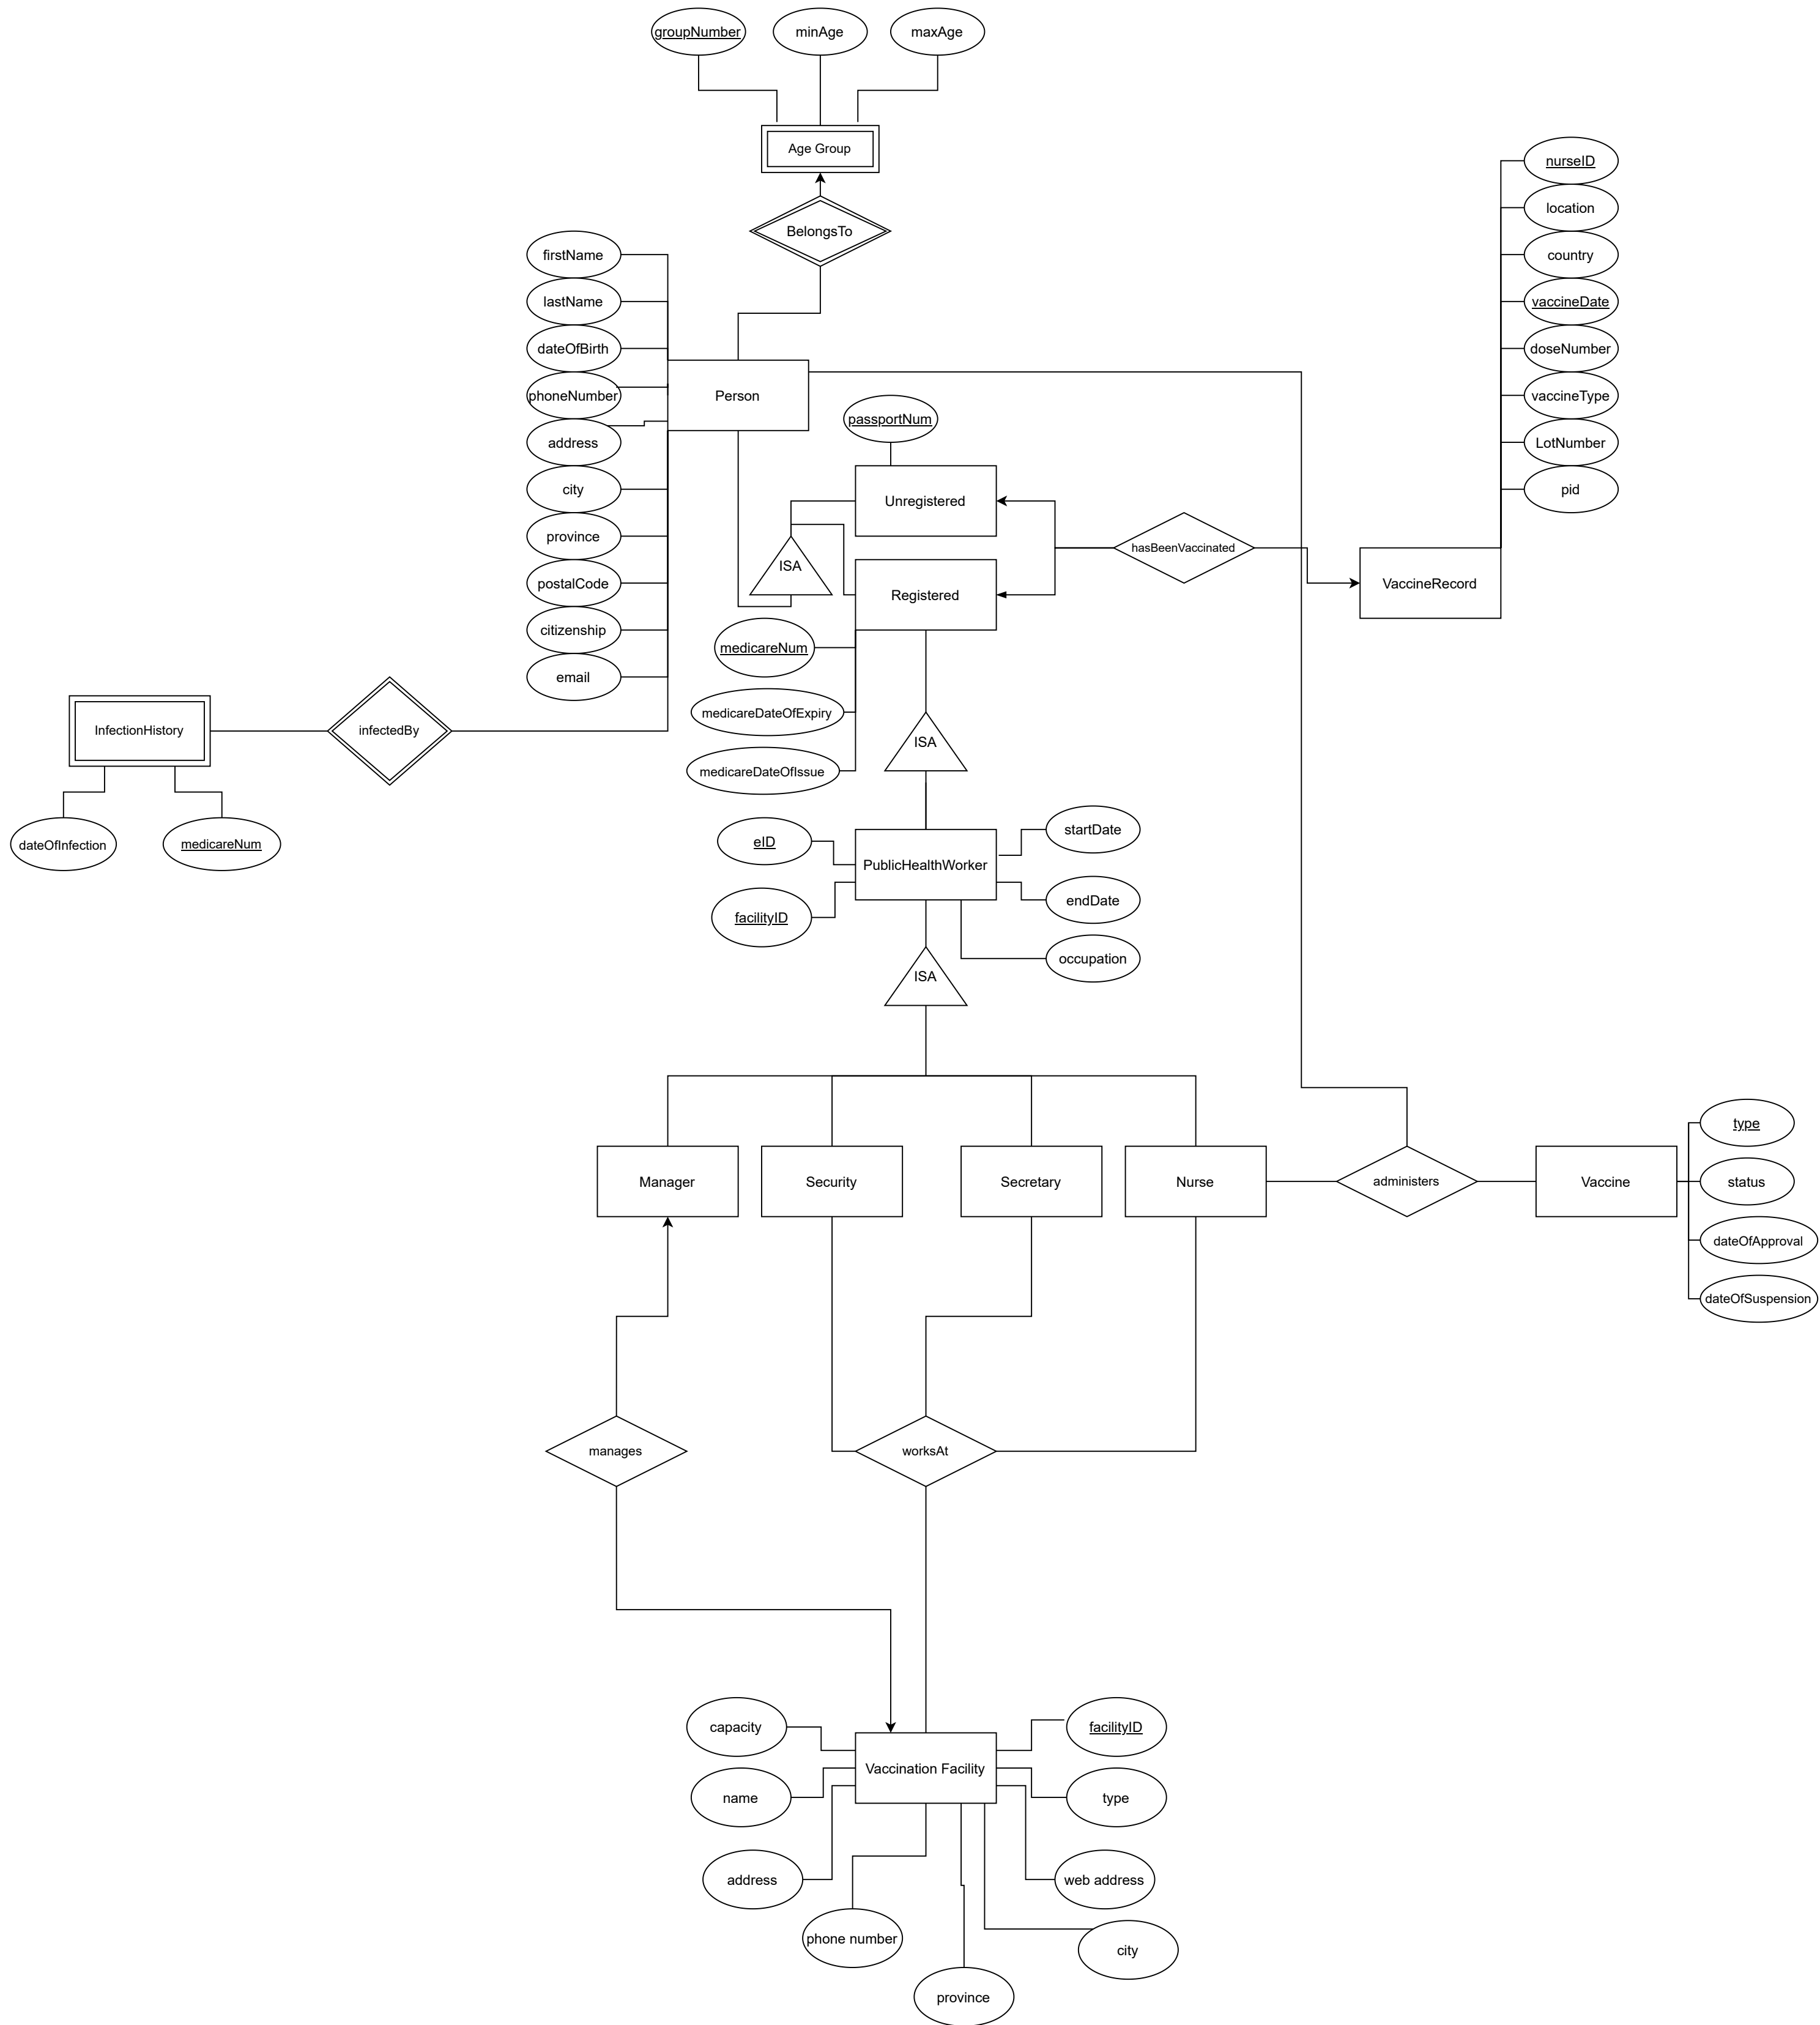 groupNumber
minAge
maxAge
Age Group
BelongsTo
firstName
lastName
dateOfBirth
phoneNumber
address
city
province
postalCode
citizenship
email
Person
passportNum
Unregistered
ISA
Registered
hasBeenVaccinated
VaccineRecord
nurseID
location
country
vaccineDate
doseNumber
vaccineType
LotNumber
pid
medicareNum
medicareDateOfExpiry
medicareDateOfIssue
ISA
InfectionHistory
infectedBy
dateOfInfection
medicareNum
eID
facilityID
PublicHealthWorker
startDate
endDate
occupation
ISA
Manager
Security
Secretary
Nurse
administers
Vaccine
type
status
dateOfApproval
dateOfSuspension
manages
worksAt
capacity
name
address
phone number
Vaccination Facility
facilityID
type
web address
city
province